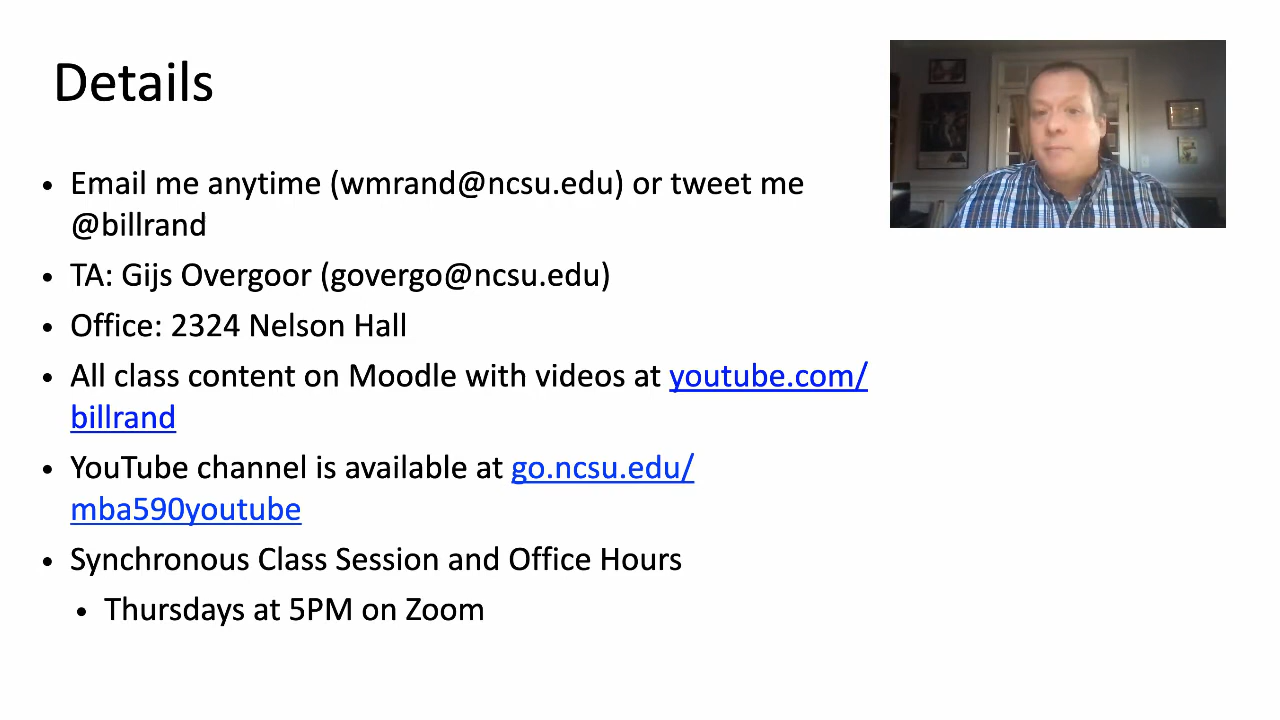 Details
• Email me anytime (wmrand@ncsu.edu) or tweet me
@billrand
• TA: Gijs Overgoor (govergo@ncsu.edu)
• Office: 2324 Nelson Hall
• All class content on Moodle with videos at youtube.com/
billrand
• YouTube channel is available at go.ncsu.edu/
mba590youtube
• Synchronous Class Session and Office Hours
• Thursdays at 5PM on Zoom